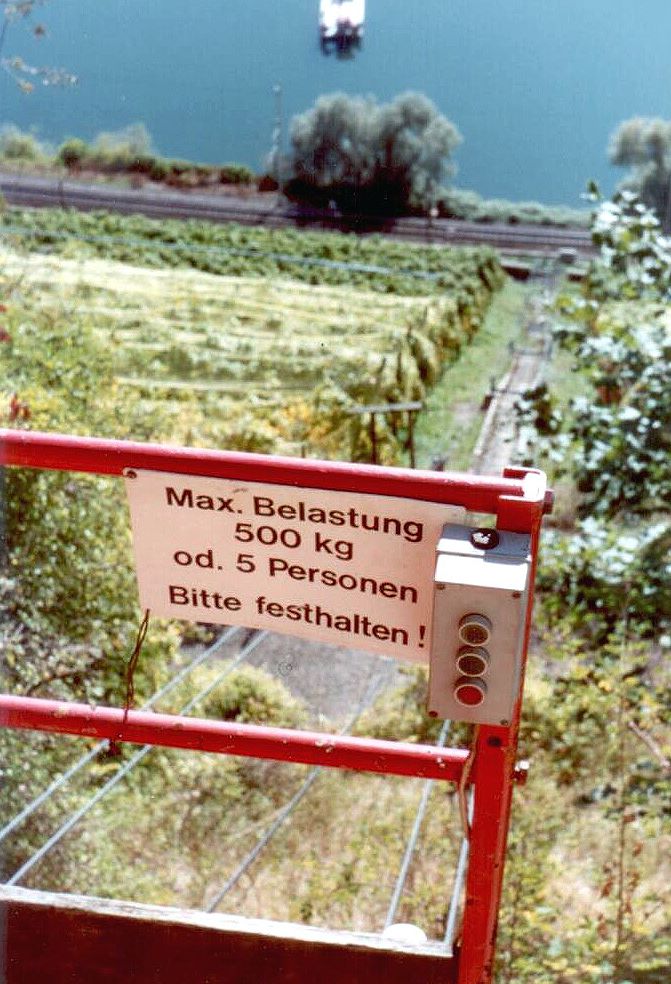 Max. Belastung
500 kg
od. 5 Personen
Bitte festhalten !